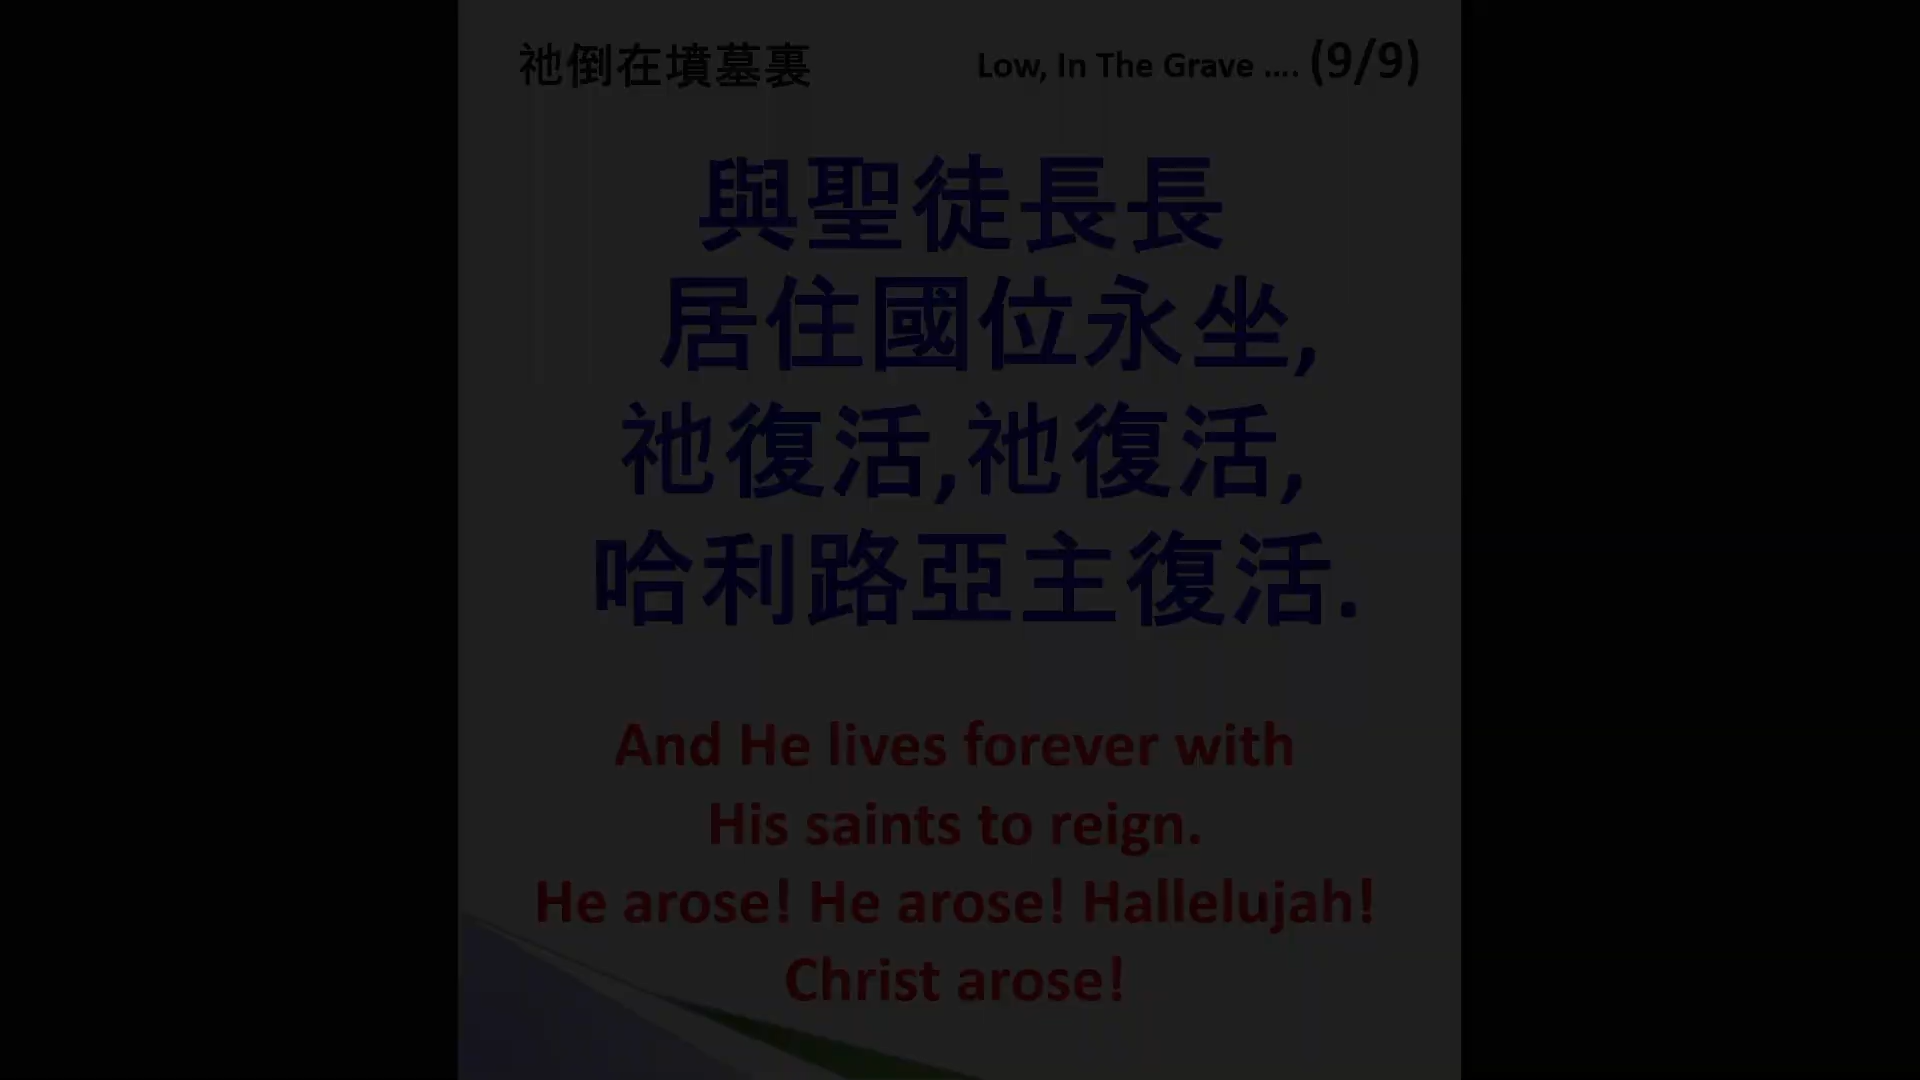 祂倒在墳墓裏 Low, In The Grave .... (9/9)
與聖徒長長
居住國位永坐,
祂復活,祂復活,
哈利路亞主復活.
And He lives forever with
His saints to reign.
He arose! He arose! Hallelujah!
Christ arose!